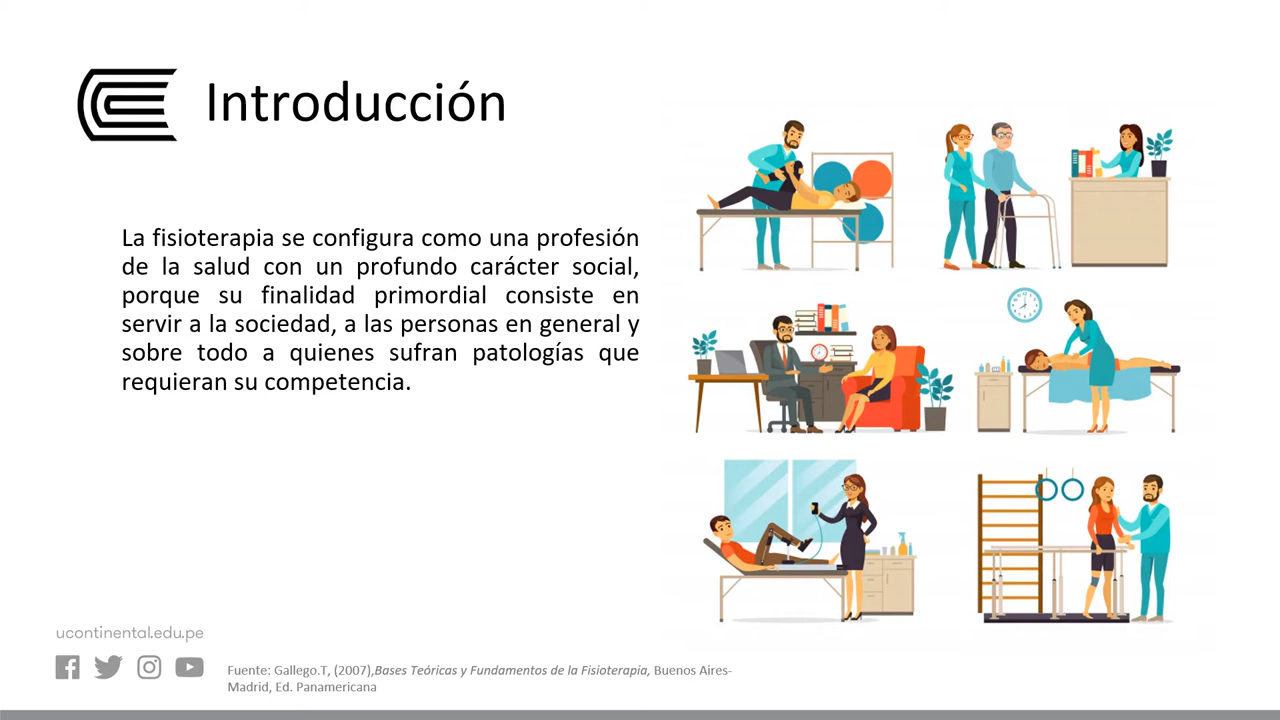 Introducción
La fisioterapia se configura como una profesión
de la salud con un profundo carácter social,
porque su finalidad primordial consiste en
servir a la sociedad, a las personas en general y
sobre todo a quienes sufran patologías que
requieran su competencia.
ucontinental.edu.pe
Fuente: Gallego.T, (2007),Bases Teóricas y Fundamentos de la Fisioterapia, Buenos Aires-
Madrid, Ed. Panamericana